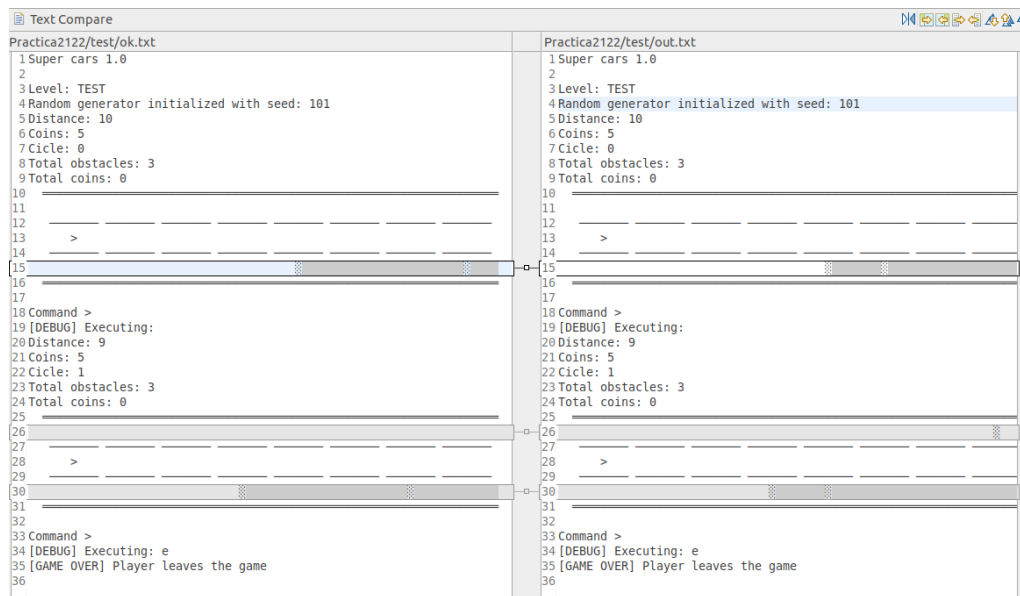 Text Compare
Practica2122/test/ok.txt
1 Super cars 1.0
2
3 Level: TEST
4 Random generator initialized with seed: 101
5 Distance: 10
6 Coins: 5
7 Cicle: 0
8 Total obstacles: 3
9 Total coins: 0
10
11
12
13 >
14
15 ░ ░
16
17
18 Command >
19 [DEBUG] Executing:
20 Distance: 9
21 Coins: 5
22 Cicle: 1
23 Total obstacles: 3
24 Total coins: 0
25
26
27
28 >
29
30 ░ ░
31
32
33 Command >
34 [DEBUG] Executing: e
35 [GAME OVER] Player leaves the game
36
Practica2122/test/out.txt
1 Super cars 1.0
2
3 Level: TEST
4 Random generator initialized with seed: 101
5 Distance: 10
6 Coins: 5
7 Cicle: 0
8 Total obstacles: 3
9 Total coins: 0
10
11
12
13 >
14
15 ░ ░
16
17
18 Command >
19 [DEBUG] Executing:
20 Distance: 9
21 Coins: 5
22 Cicle: 1
23 Total obstacles: 3
24 Total coins: 0
25
26 ░
27
28 >
29
30 ░ ░
31
32
33 Command >
34 [DEBUG] Executing: e
35 [GAME OVER] Player leaves the game
36